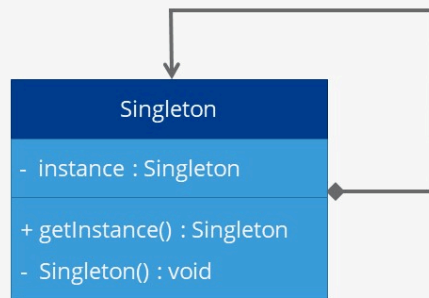 Singleton
- instance : Singleton
+ getInstance() : Singleton
- Singleton() : void